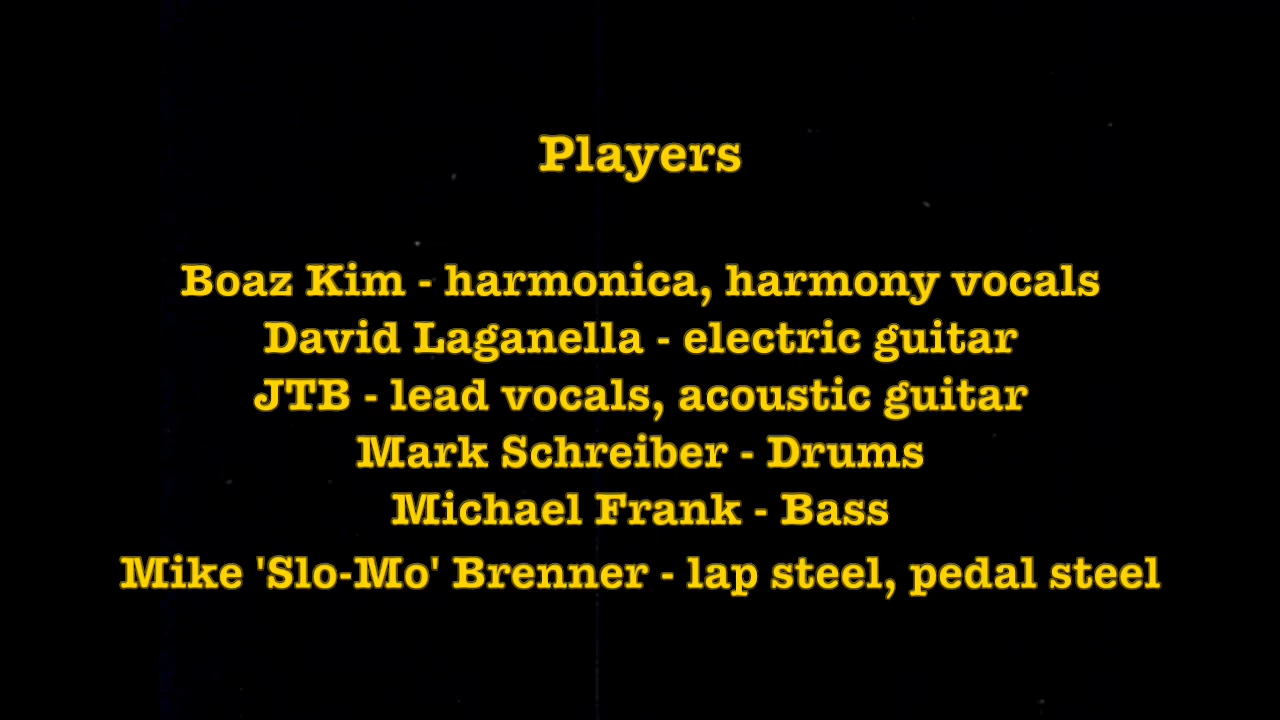 Players
Boaz Kim - harmonica, harmony vocals
David Laganella - electric guitar
JTB - lead vocals, acoustic guitar
Mark Schreiber - Drums
Michael Frank - Bass
Mike 'Slo-Mo' Brenner - lap steel, pedal steel